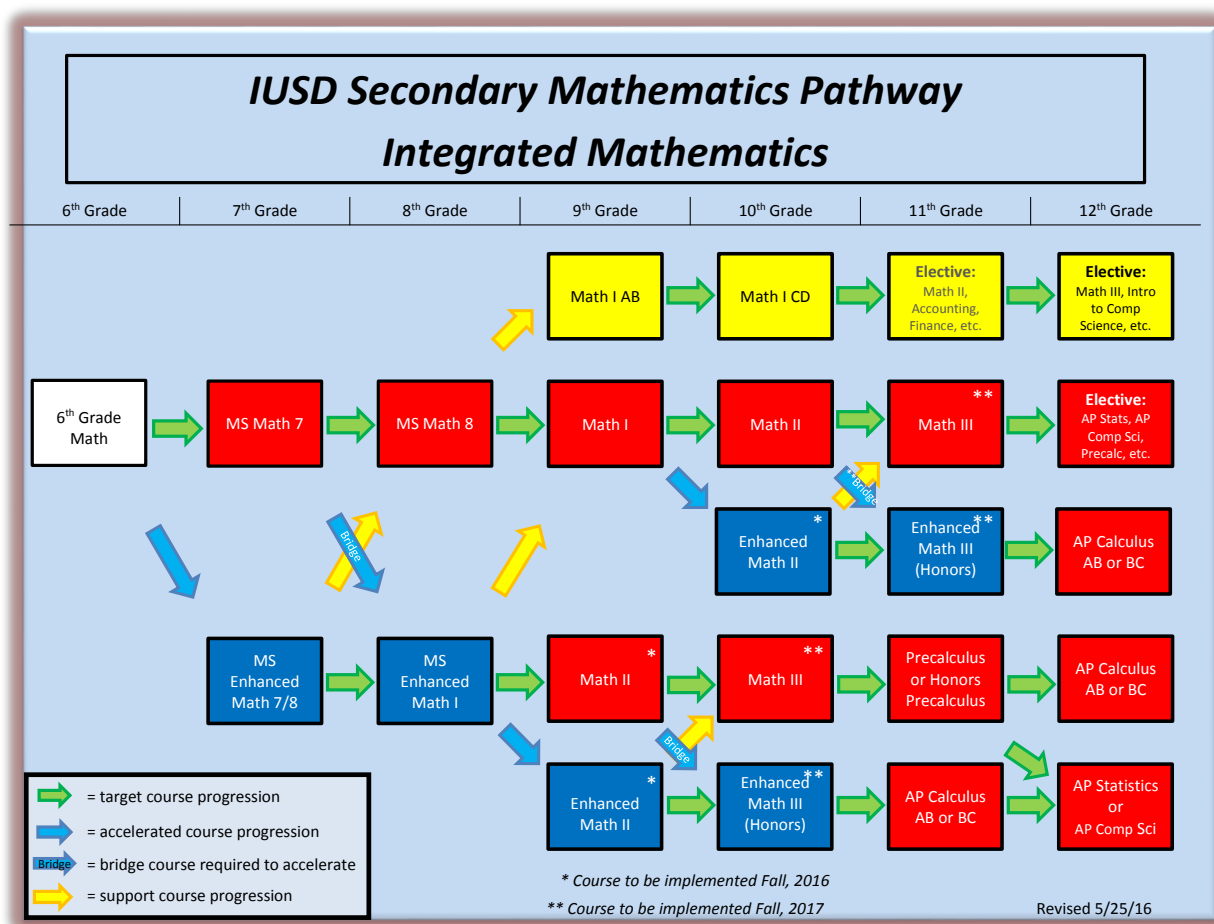 IUSD Secondary Mathematics Pathway
Integrated Mathematics
6th Grade
7th Grade
8th Grade
9th Grade
10th Grade
11th Grade
12th Grade
Math I AB
Math I CD
Elective:
Math II,
Accounting,
Finance, etc.
Elective:
Math III, Intro
to Comp
Science, etc.
6th Grade
Math
MS Math 7
MS Math 8
Math I
Math II
**
Math III
Elective:
AP Stats, AP
Comp Sci,
Precalc, etc.
Bridge
**Bridge
*
Enhanced
Math II
**
Enhanced
Math III
(Honors)
AP Calculus
AB or BC
MS
Enhanced
Math 7/8
MS
Enhanced
Math I
*
Math II
**
Math III
Precalculus
or Honors
Precalculus
AP Calculus
AB or BC
Bridge
*
Enhanced
Math II
**
Enhanced
Math III
(Honors)
AP Calculus
AB or BC
AP Statistics
or
AP Comp Sci
= target course progression
= accelerated course progression
Bridge = bridge course required to accelerate
= support course progression
* Course to be implemented Fall, 2016
** Course to be implemented Fall, 2017
Revised 5/25/16